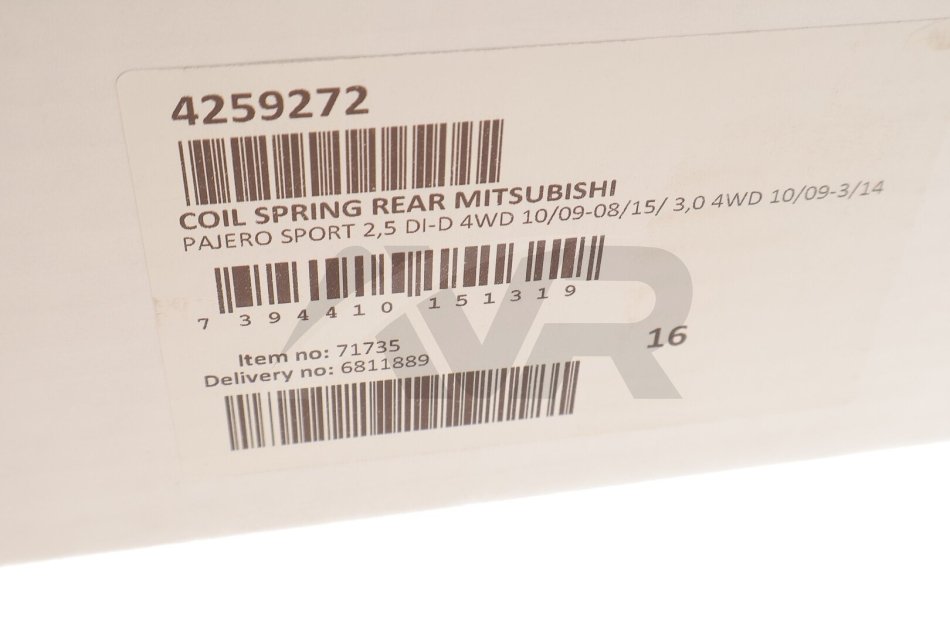 4259272
COIL SPRING REAR MITSUBISHI
PAJERO SPORT 2,5 DI-D 4WD 10/09-08/15/ 3,0 4WD 10/09-3/14
7 394410 151319
Item no: 71735
16
Delivery no: 6811889
VR